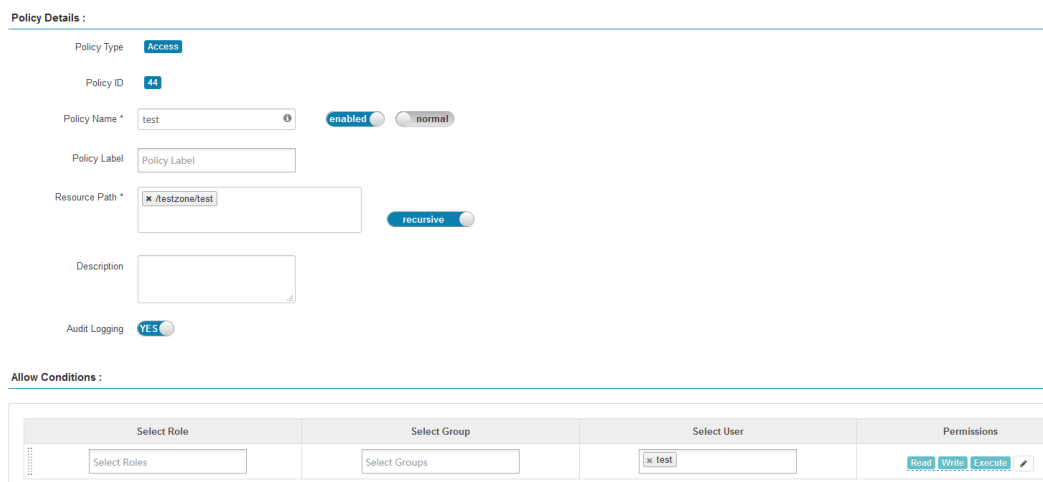 Policy Details :
Policy Type Access
Policy ID 44
Policy Name * test enabled normal
Policy Label Policy Label
Resource Path * × /testzone/test
recursive
Description
Audit Logging YES
Allow Conditions :
Select Role Select Group Select User Permissions
Select Roles Select Groups × test Read Write Execute